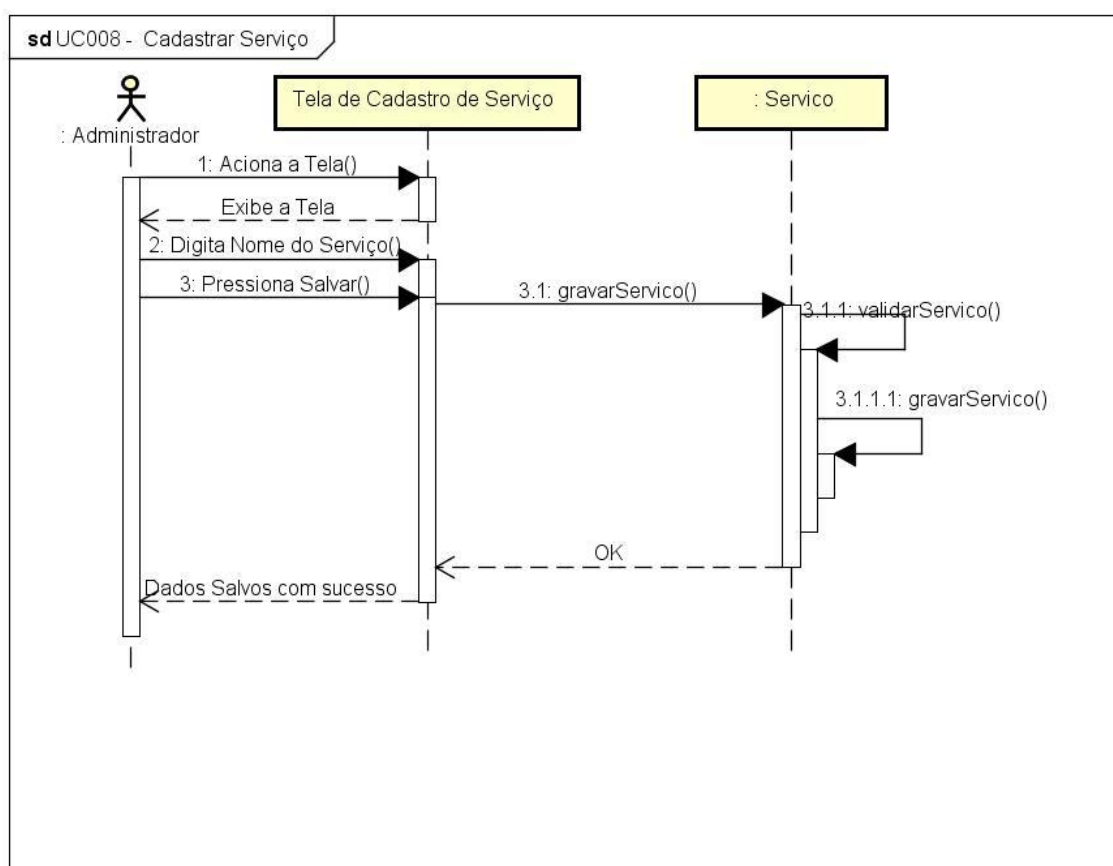 sd UC008 - Cadastrar Serviço
: Administrador
Tela de Cadastro de Serviço
: Servico
1: Aciona a Tela()
Exibe a Tela
2: Digita Nome do Serviço()
3: Pressiona Salvar()
3.1: gravarServico()
3.1.1: validarServico()
3.1.1.1: gravarServico()
OK
Dados Salvos com sucesso